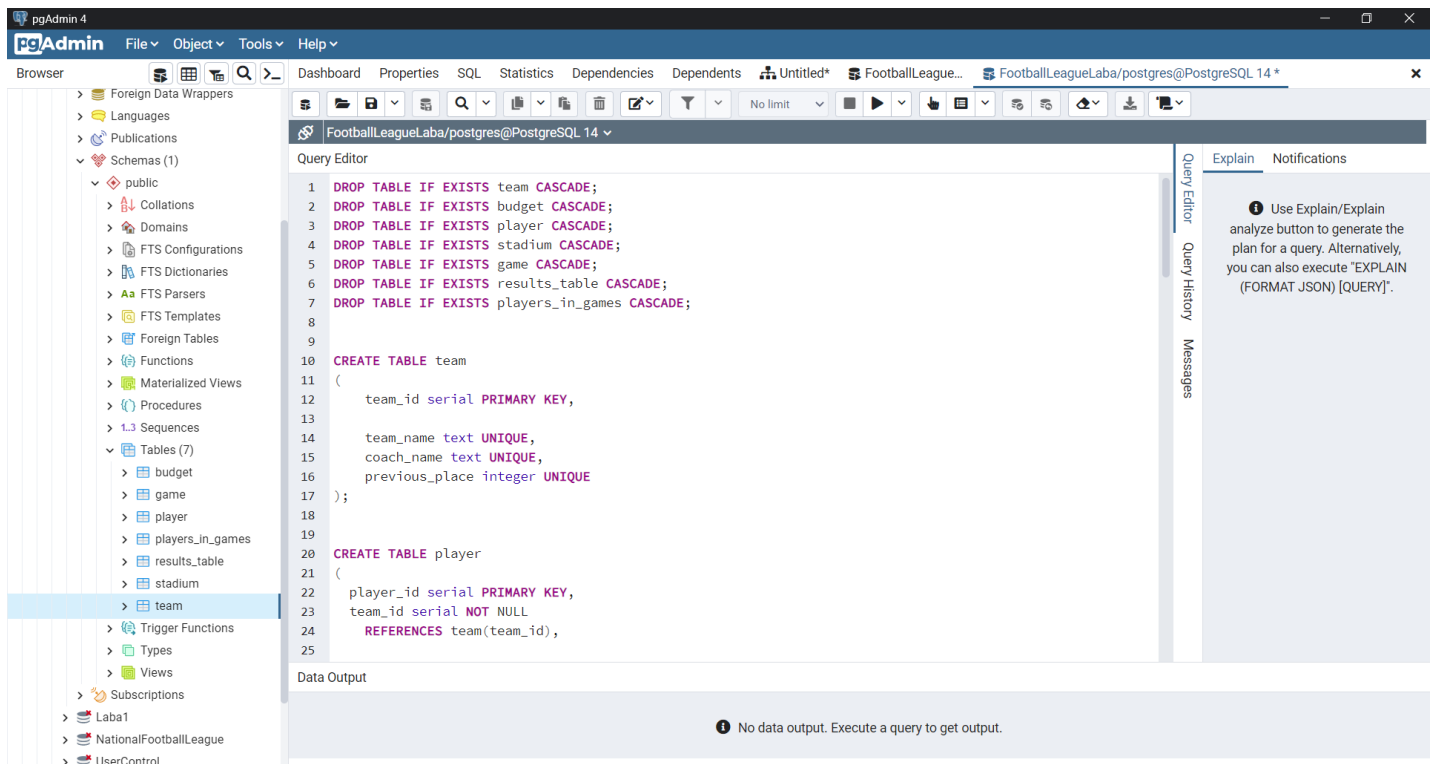 pgAdmin 4
pgAdmin File Object Tools Help
Browser
Dashboard Properties SQL Statistics Dependencies Dependents Untitled* FootballLeague... FootballLeagueLaba/postgres@PostgreSQL 14 *
No limit
FootballLeagueLaba/postgres@PostgreSQL 14
Foreign Data Wrappers
Languages
Publications
Schemas (1)
public
Collations
Domains
FTS Configurations
FTS Dictionaries
Aa FTS Parsers
FTS Templates
Foreign Tables
Functions
Materialized Views
Procedures
1..3 Sequences
Tables (7)
budget
game
player
players_in_games
results_table
stadium
team
Trigger Functions
Types
Views
Subscriptions
Laba1
NationalFootballLeague
UserControl
Query Editor
1 DROP TABLE IF EXISTS team CASCADE;
2 DROP TABLE IF EXISTS budget CASCADE;
3 DROP TABLE IF EXISTS player CASCADE;
4 DROP TABLE IF EXISTS stadium CASCADE;
5 DROP TABLE IF EXISTS game CASCADE;
6 DROP TABLE IF EXISTS results_table CASCADE;
7 DROP TABLE IF EXISTS players_in_games CASCADE;
8
9
10 CREATE TABLE team
11 (
12 team_id serial PRIMARY KEY,
13
14 team_name text UNIQUE,
15 coach_name text UNIQUE,
16 previous_place integer UNIQUE
17 );
18
19
20 CREATE TABLE player
21 (
22 player_id serial PRIMARY KEY,
23 team_id serial NOT NULL
24 REFERENCES team(team_id),
25
Query Editor
Query History
Messages
Explain Notifications
Use Explain/Explain
analyze button to generate the
plan for a query. Alternatively,
you can also execute "EXPLAIN
(FORMAT JSON) [QUERY]".
Data Output
No data output. Execute a query to get output.